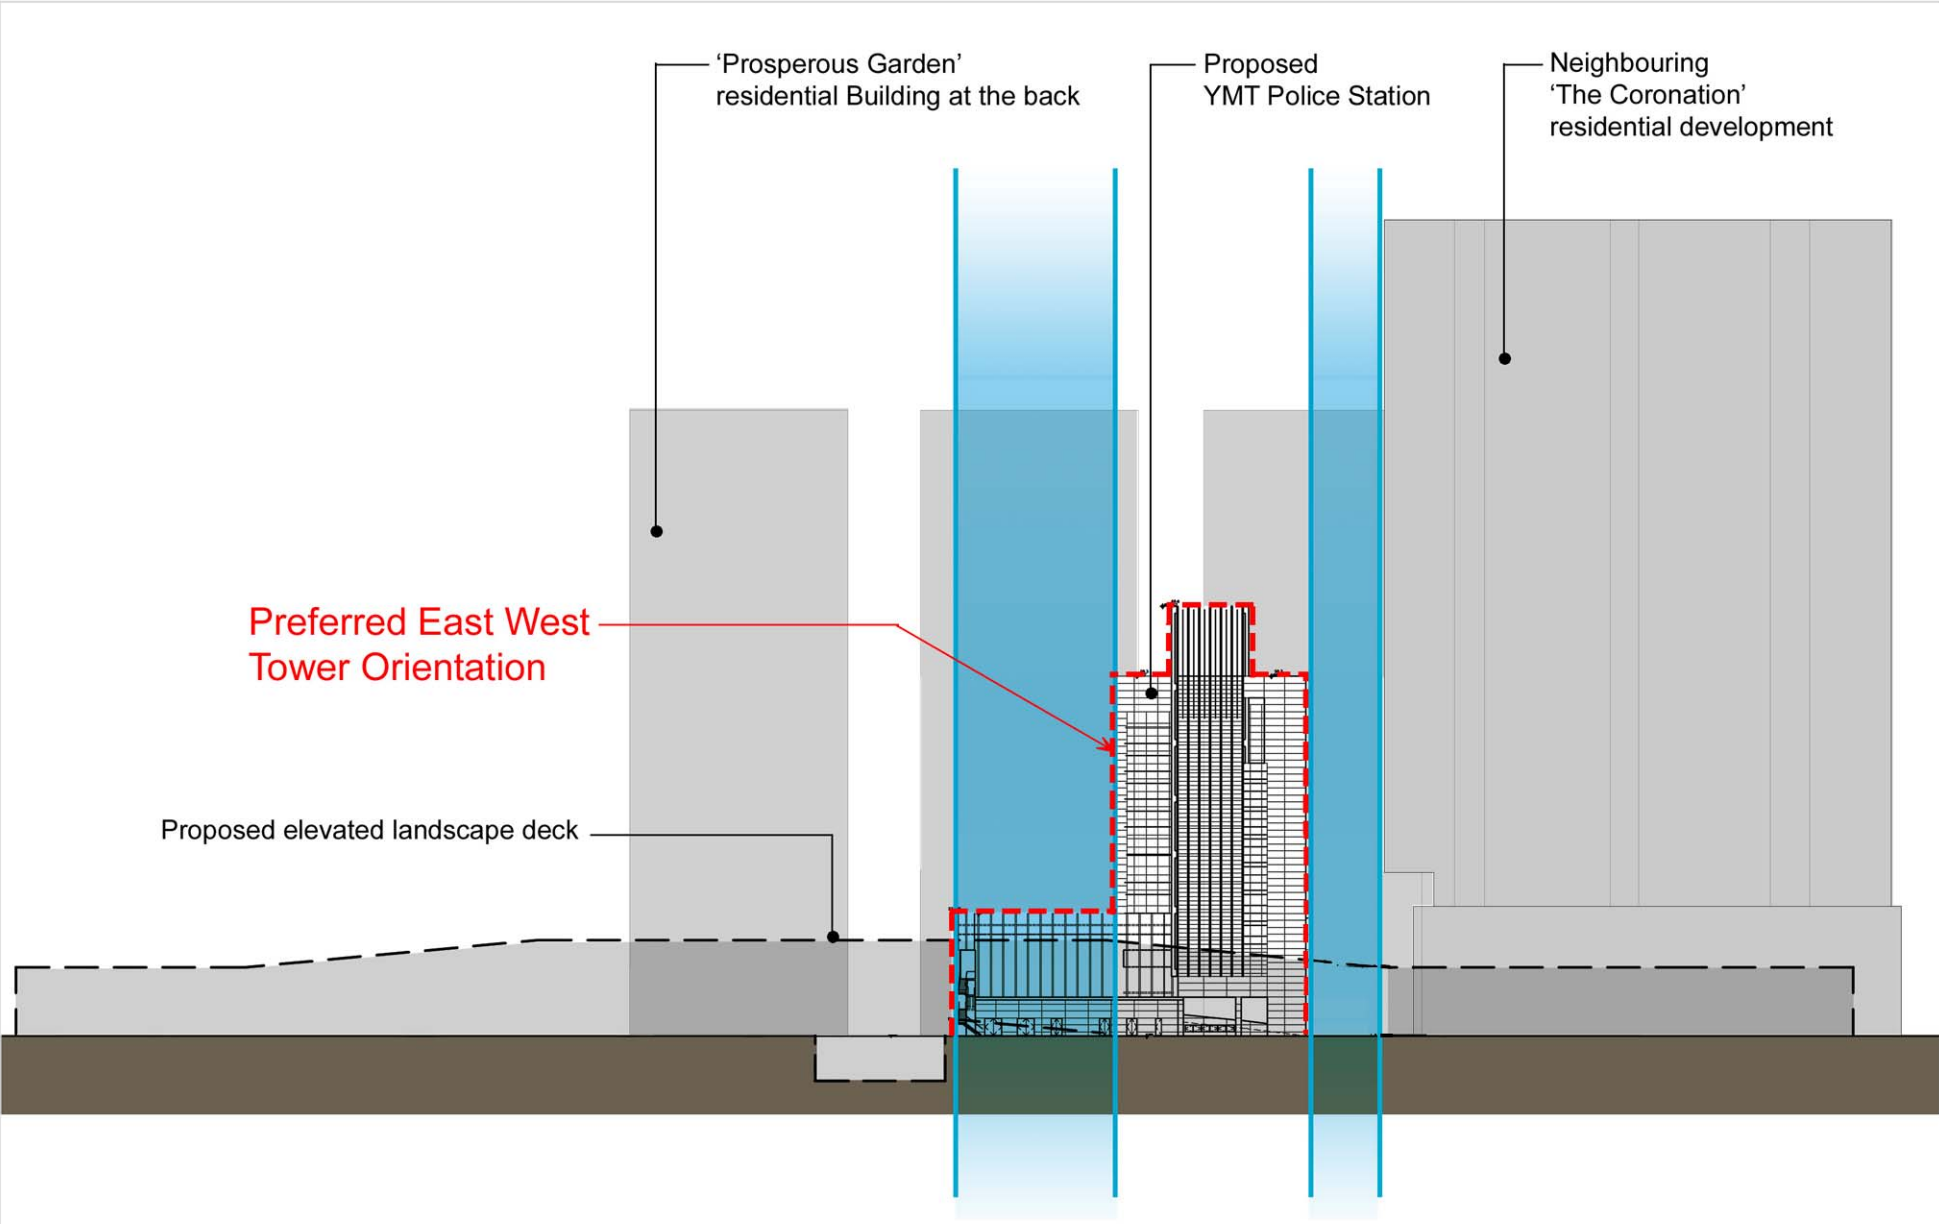 ‘Prosperous Garden’
residential Building at the back
Proposed
YMT Police Station
Neighbouring
‘The Coronation’
residential development
Preferred East West
Tower Orientation
Proposed elevated landscape deck